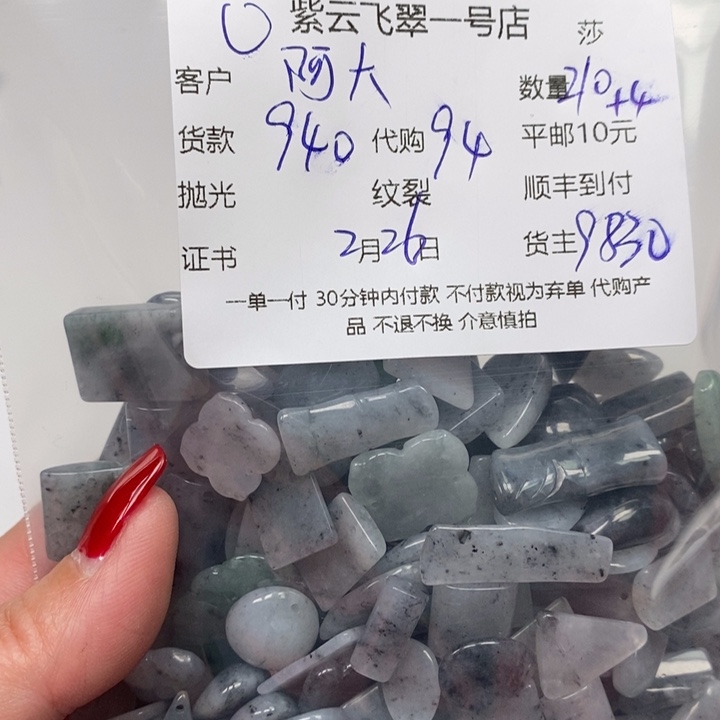 紫云飞翠一号店 莎
客户 阿大 数量 210+4
货款 940 代购 94 平邮10元
抛光 纹裂 顺丰到付
证书 2月26日 货主 9830
一单一付 30分钟内付款 不付款视为弃单 代购产
品 不退不换 介意慎拍